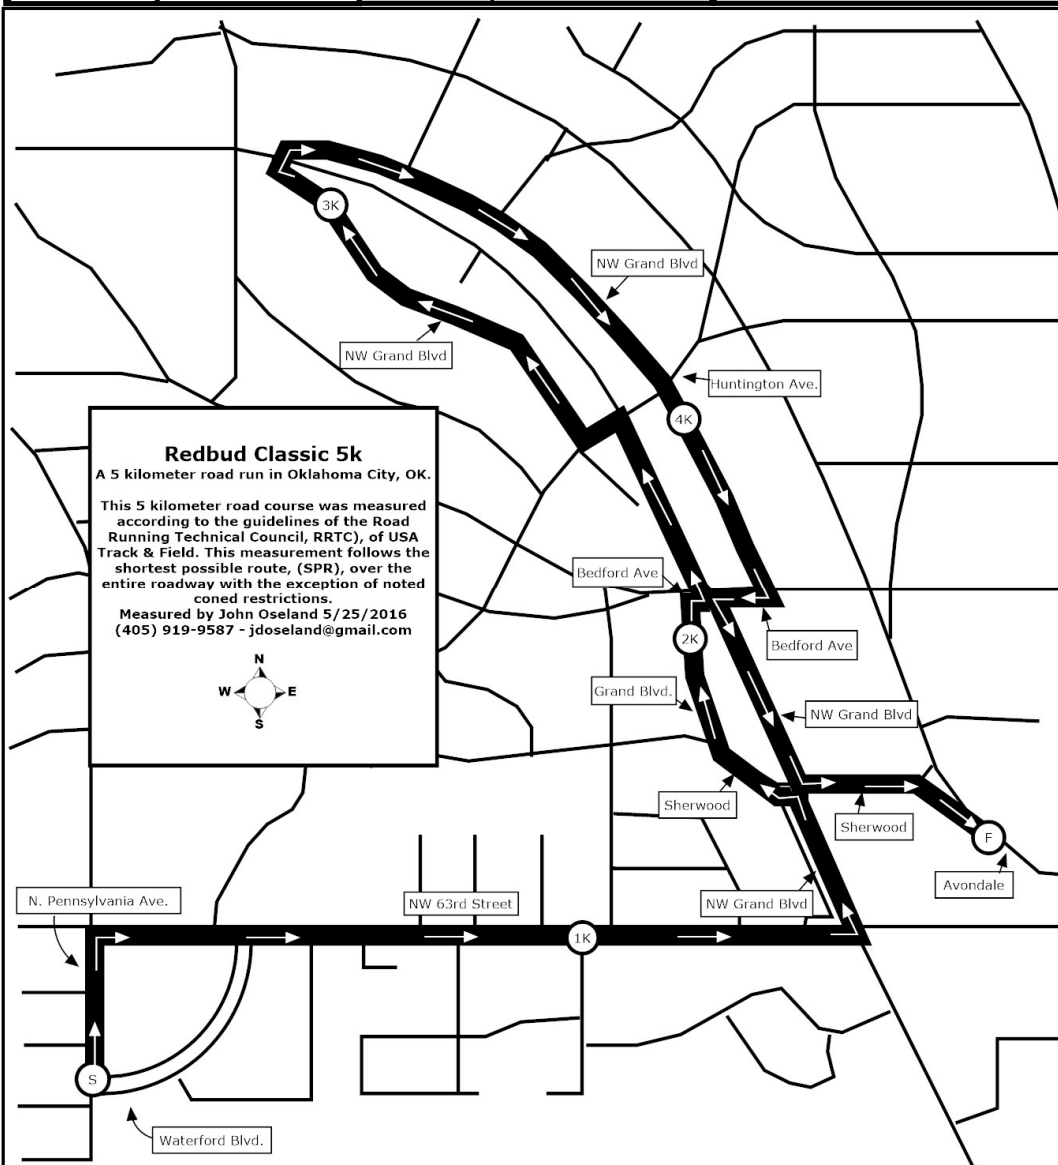 3K
NW Grand Blvd
NW Grand Blvd
Huntington Ave.
4K
Redbud Classic 5k
A 5 kilometer road run in Oklahoma City, OK.
This 5 kilometer road course was measured
according to the guidelines of the Road
Running Technical Council, RRTC), of USA
Track & Field. This measurement follows the
shortest possible route, (SPR), over the
entire roadway with the exception of noted
coned restrictions.
Measured by John Oseland 5/25/2016
(405) 919-9587 - jdoseland@gmail.com
N
W
E
S
Bedford Ave
2K
Bedford Ave
Grand Blvd.
NW Grand Blvd
Sherwood
Sherwood
F
Avondale
N. Pennsylvania Ave.
NW 63rd Street
NW Grand Blvd
1K
S
Waterford Blvd.